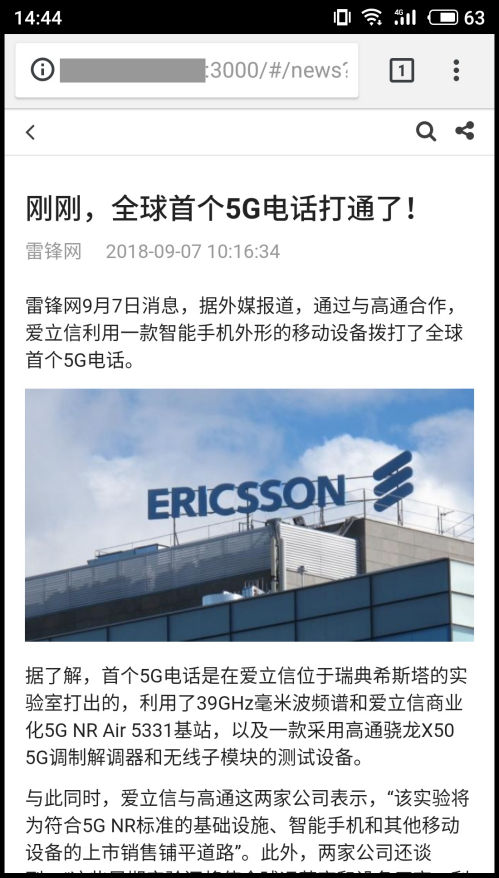 14:44
4G
63
:3000/#/news?
1
刚刚，全球首个5G电话打通了！
雷锋网 2018-09-07 10:16:34
雷锋网9月7日消息，据外媒报道，通过与高通合作，
爱立信利用一款智能手机外形的移动设备拨打了全球
首个5G电话。
ERICSSON
据了解，首个5G电话是在爱立信位于瑞典希斯塔的实
验室打出的，利用了39GHz毫米波频谱和爱立信商业
化5G NR Air 5331基站，以及一款采用高通骁龙X50
5G调制解调器和无线子模块的测试设备。
与此同时，爱立信与高通这两家公司表示，“该实验将
为符合5G NR标准的基础设施、智能手机和其他移动
设备的上市销售铺平道路”。此外，两家公司还谈